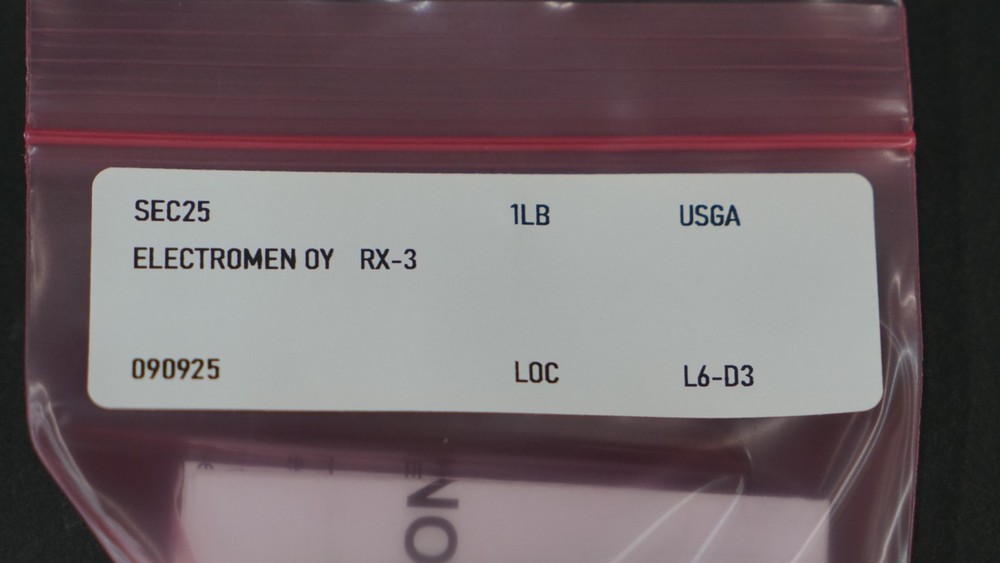 SEC25 1LB USGA
ELECTROMEN OY RX-3
090925 LOC L6-D3